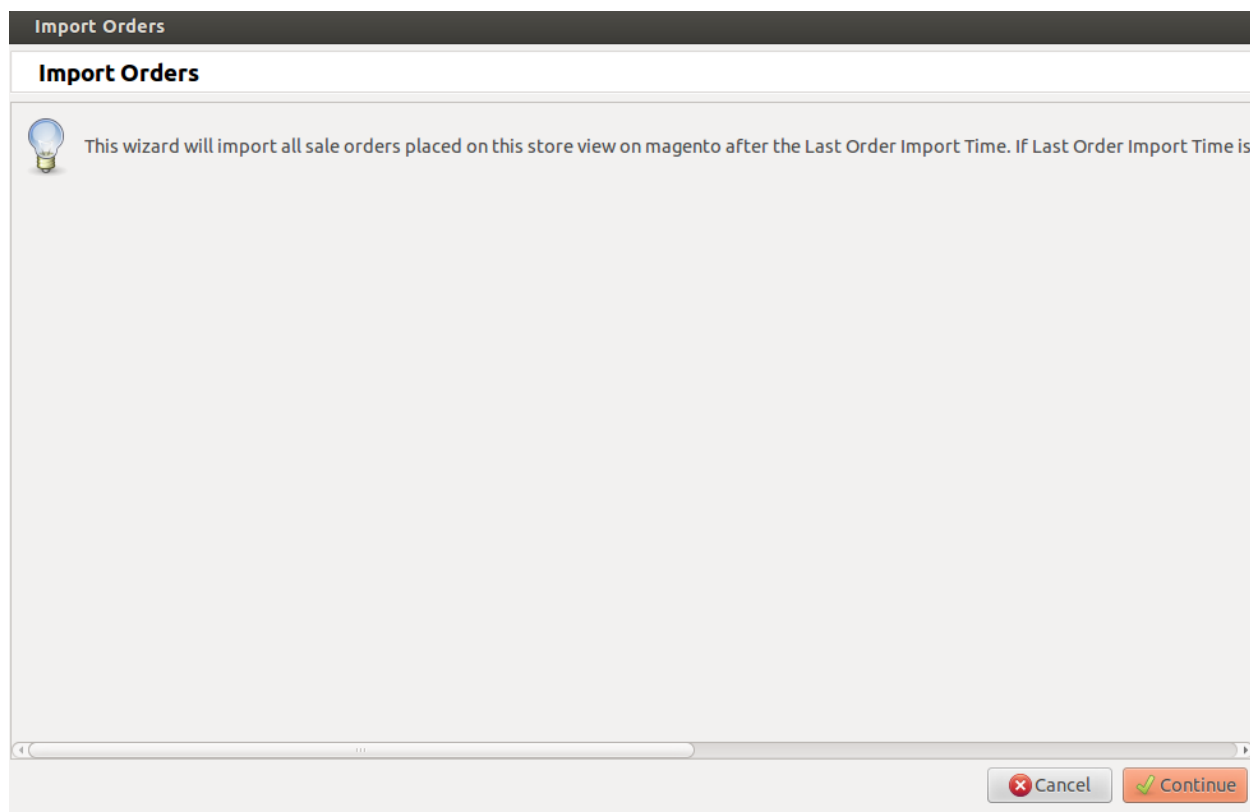 Import Orders
Import Orders
This wizard will import all sale orders placed on this store view on magento after the Last Order Import Time. If Last Order Import Time is
Cancel
Continue